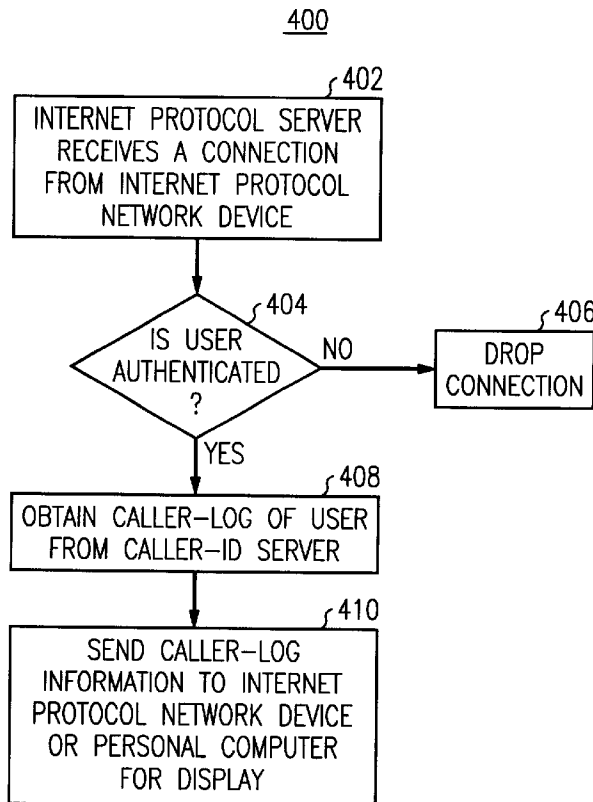 400
402
INTERNET PROTOCOL SERVER
RECEIVES A CONNECTION
FROM INTERNET PROTOCOL
NETWORK DEVICE
404
IS USER
AUTHENTICATED
?
NO
406
DROP
CONNECTION
YES
408
OBTAIN CALLER-LOG OF USER
FROM CALLER-ID SERVER
410
SEND CALLER-LOG
INFORMATION TO INTERNET
PROTOCOL NETWORK DEVICE
OR PERSONAL COMPUTER
FOR DISPLAY